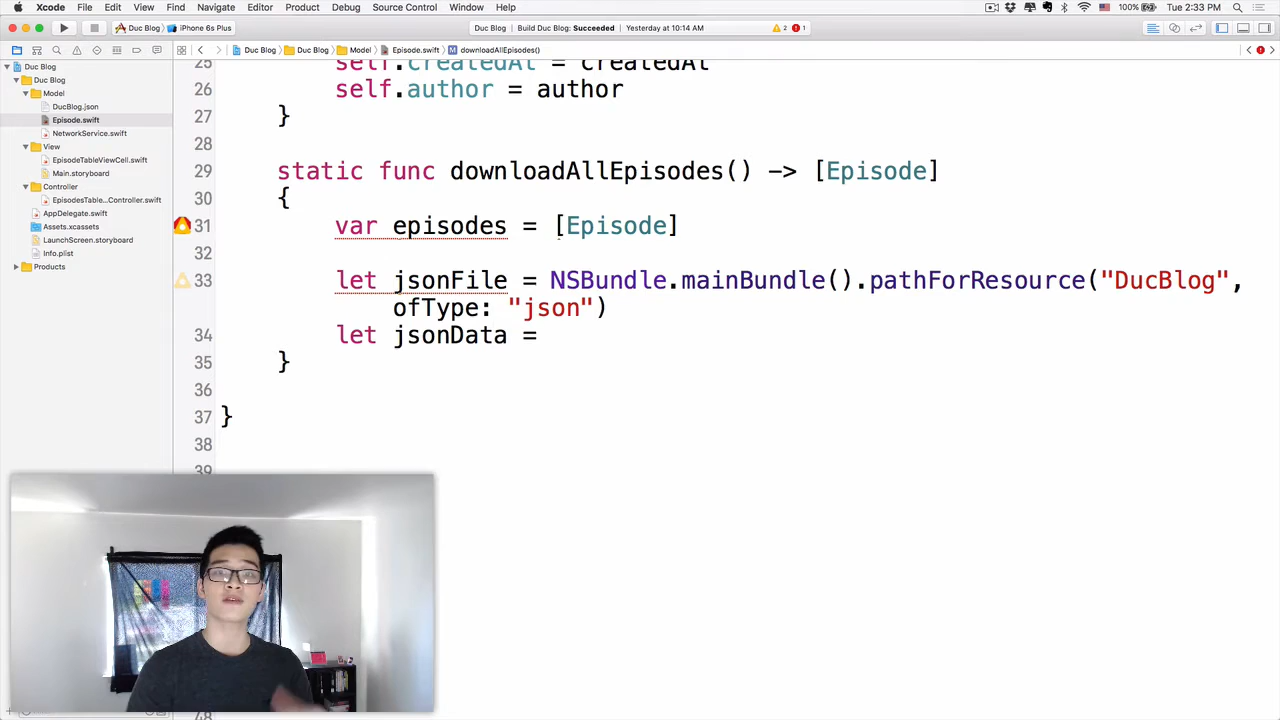 Xcode File Edit View Find Navigate Editor Product Debug Source Control Window Help 100% Tue 2:33 PM
Duc Blog iPhone 6s Plus Duc Blog | Build Duc Blog: Succeeded | Yesterday at 10:14 AM 2 1
Duc Blog Duc Blog Model Episode.swift M downloadAllEpisodes()
Duc Blog
Duc Blog
Model
DucBlog.json
Episode.swift
NetworkService.swift
View
EpisodeTableViewCell.swift
Main.storyboard
Controller
EpisodesTable...Controller.swift
AppDelegate.swift
Assets.xcassets
LaunchScreen.storyboard
Info.plist
Products
25 self.createdAt = createdAt
26 self.author = author
27 }
28
29 static func downloadAllEpisodes() -> [Episode]
30 {
31 var episodes = [Episode]
32
33 let jsonFile = NSBundle.mainBundle().pathForResource("DucBlog",
ofType: "json")
34 let jsonData =
35 }
36
37 }
38
39
48